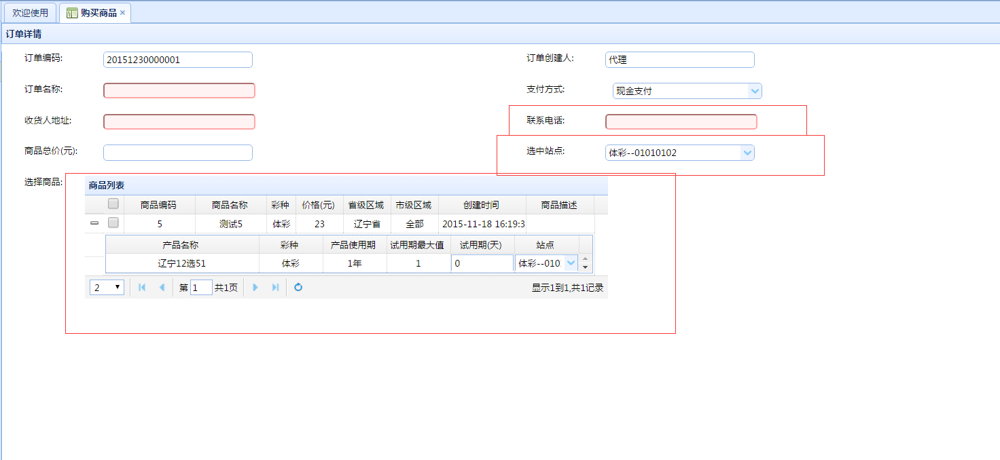 欢迎使用 购买商品
订单详情
订单编码: 20151230000001 订单创建人: 代理
订单名称: 支付方式: 现金支付
收货人地址: 联系电话:
商品总价(元): 选中站点: 体彩--01010102
选择商品: 商品列表
商品编码 商品名称 彩种 价格(元) 省级区域 市级区域 创建时间 商品描述
5 测试5 体彩 23 辽宁省 全部 2015-11-18 16:19:3
产品名称 彩种 产品使用期 试用期最大值 试用期(天) 站点
辽宁12选51 体彩 1年 1 0 体彩--010
2 第 1 共1页 显示1到1,共1记录